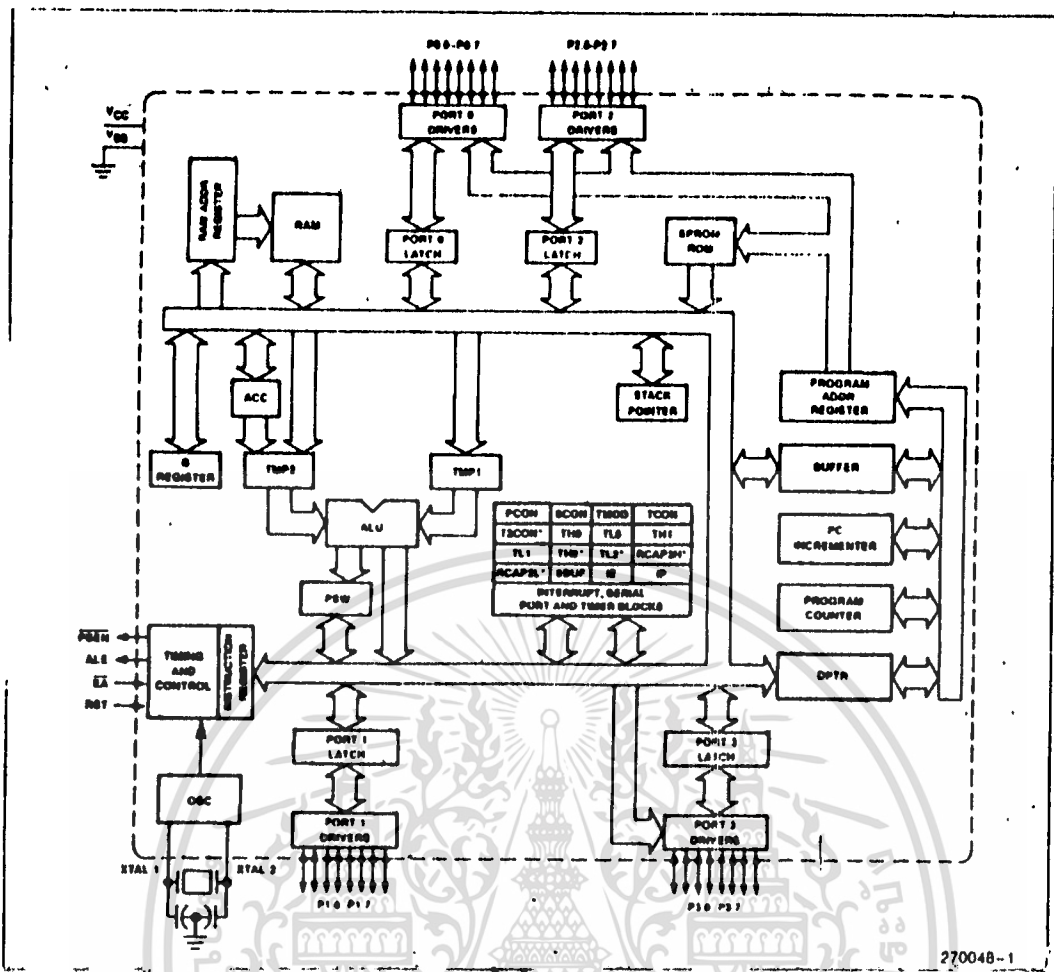 P0.0-P0.7
P2.0-P2.7
VCC
VSS
PORT 0
DRIVERS
PORT 2
DRIVERS
RAM ADDR
REGISTER
RAM
PORT 0
LATCH
PORT 2
LATCH
EPROM
ROM
ACC
STACK
POINTER
PROGRAM
ADDR
REGISTER
B
REGISTER
TMP2
TMP1
BUFFER
ALU
PCON SCON TMOD TCON
T2CON* TH0 TL0 TH1
TL1 TH2* TL2* RCAP2H*
RCAP2L* SBUF IE IP
INTERRUPT, SERIAL
PORT AND TIMER BLOCKS
PC
INCREMENTER
PSW
PROGRAM
COUNTER
PSEN
ALE
EA
RST
TIMING
AND
CONTROL
INSTRUCTION
REGISTER
DPTR
PORT 1
LATCH
PORT 3
LATCH
OSC
PORT 1
DRIVERS
PORT 3
DRIVERS
XTAL 1
XTAL 2
P1.0-P1.7
P3.0-P3.7
270048-1